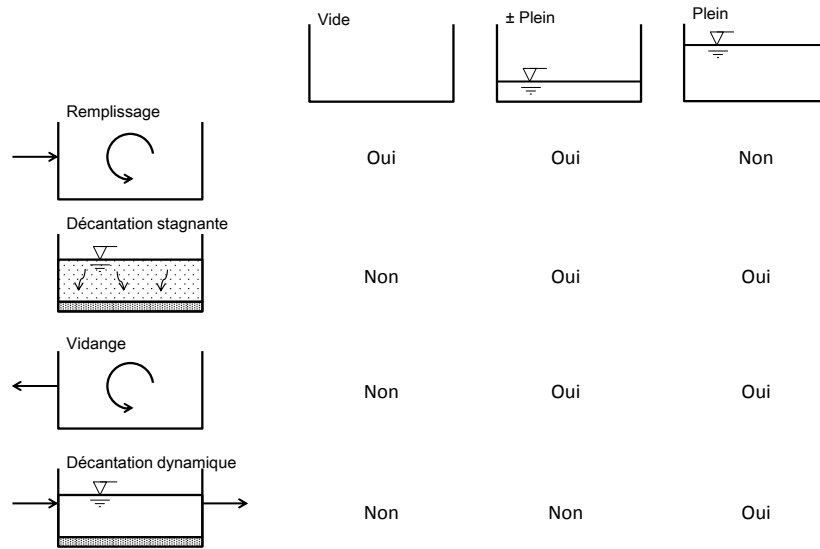 Vide ± Plein Plein
Remplissage
Oui Oui Non
Décantation stagnante
Non Oui Oui
Vidange
Non Oui Oui
Décantation dynamique
Non Non Oui